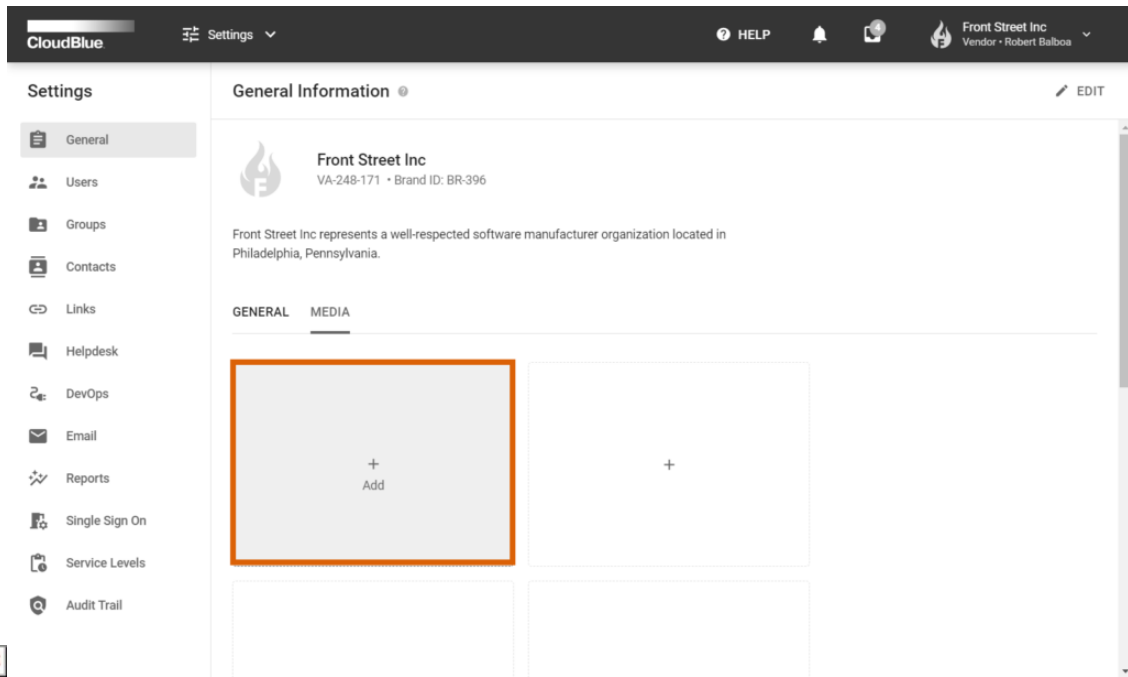 CloudBlue
Settings
HELP
4
Front Street Inc
Vendor • Robert Balboa
Settings
General
Users
Groups
Contacts
Links
Helpdesk
DevOps
Email
Reports
Single Sign On
Service Levels
Audit Trail
General Information
EDIT
F
Front Street Inc
VA-248-171 • Brand ID: BR-396
Front Street Inc represents a well-respected software manufacturer organization located in
Philadelphia, Pennsylvania.
GENERAL MEDIA
+
Add
+